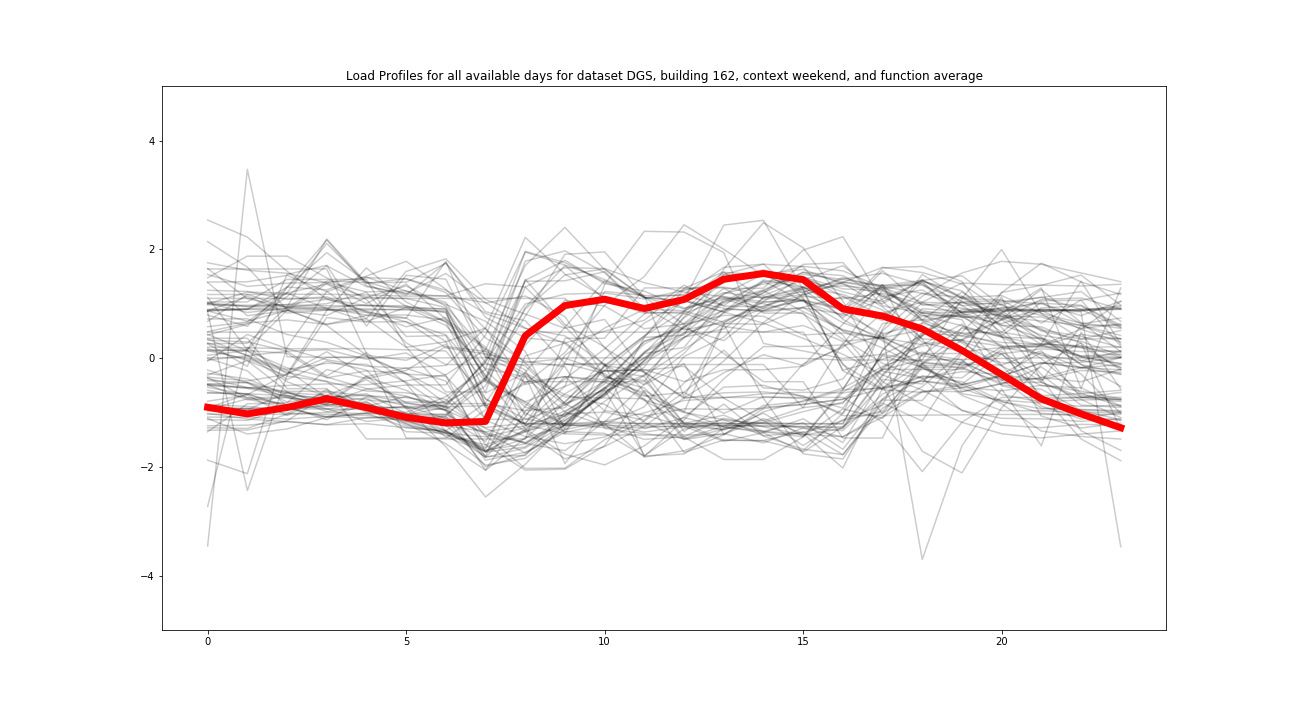 Load Profiles for all available days for dataset DGS, building 162, context weekend, and function average
4
2
0
−2
−4
0 5 10 15 20